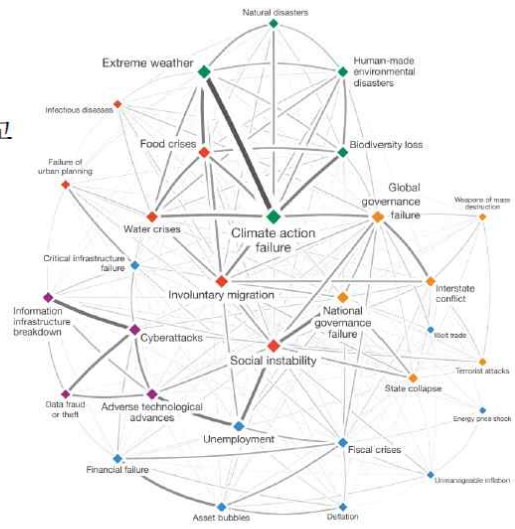 Natural disasters
Extreme weather
Human-made
environmental
disasters
Infectious diseases
Food crises
Biodiversity loss
Failure of
urban planning
Global
governance
failure
Weapons of mass
destruction
Water crises
Climate action
failure
Critical infrastructure
failure
Involuntary migration
Interstate
conflict
Information
infrastructure
breakdown
National
governance
failure
Cyberattacks
Illicit trade
Social instability
Terrorist attacks
State collapse
Data fraud
or theft
Adverse technological
advances
Energy price shock
Unemployment
Fiscal crises
Financial failure
Unmanageable inflation
Asset bubbles
Deflation